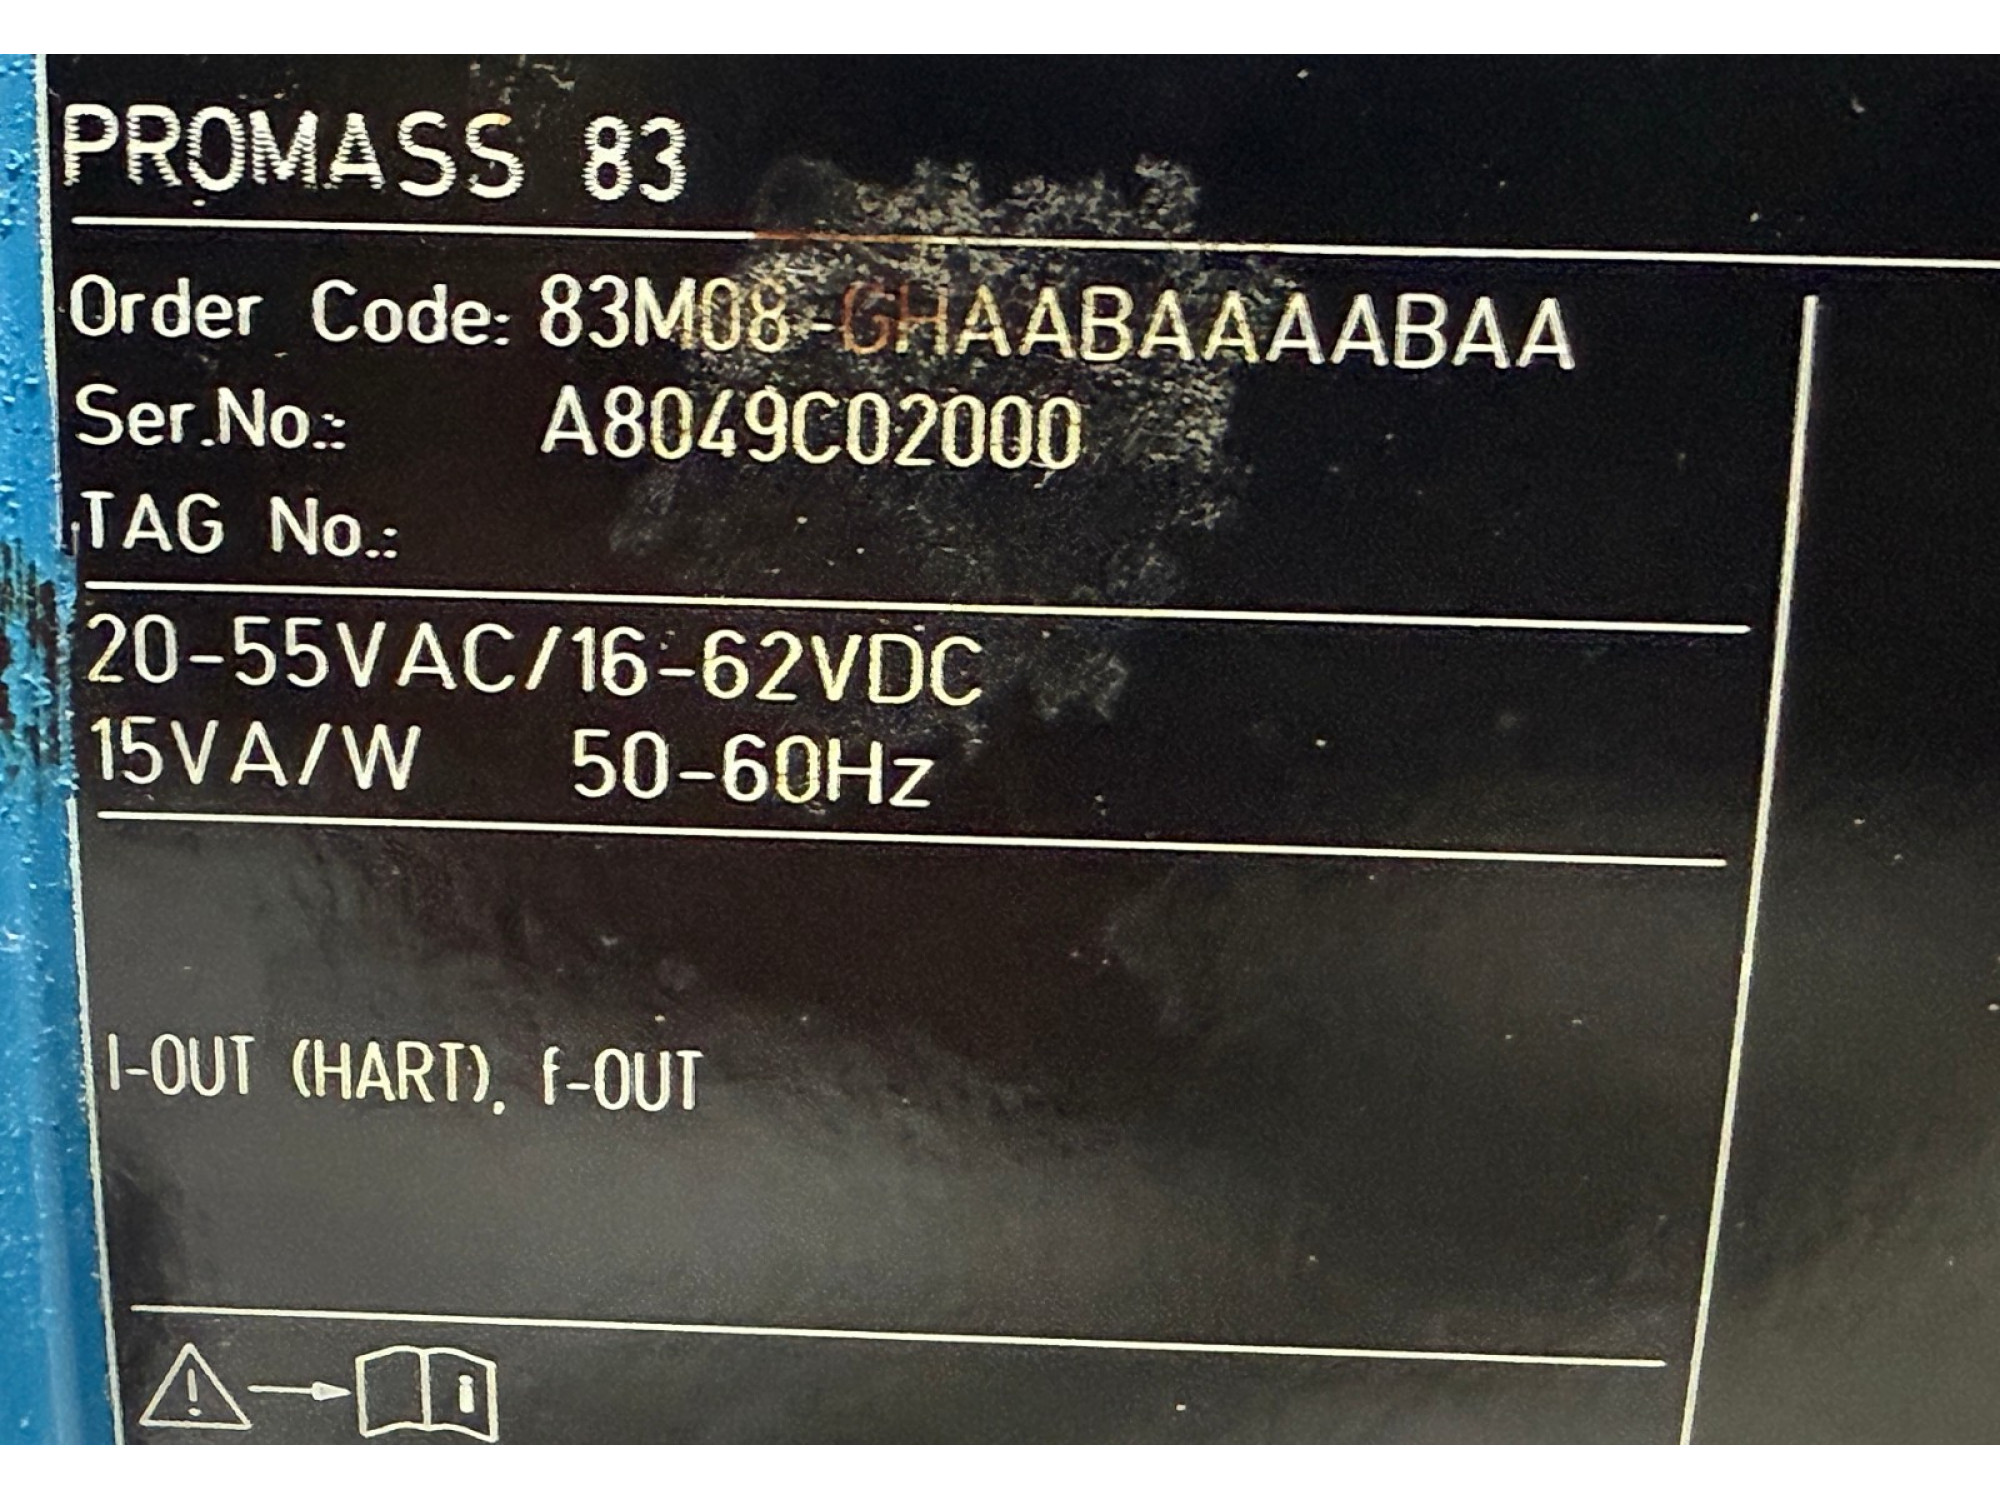 PROMASS 83
Order Code: 83M08-GHAABAAAABAA
Ser.No.: A8049C02000
TAG No.:
20-55VAC/16-62VDC
15VA/W 50-60Hz
I-OUT (HART), f-OUT
i